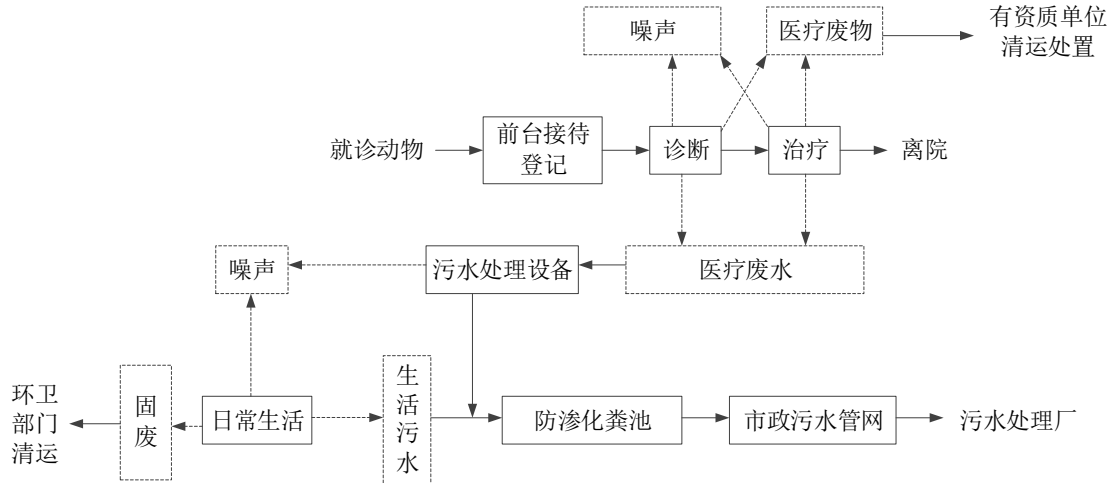 噪声
医疗废物
有资质单位
清运处置
就诊动物
前台接待
登记
诊断
治疗
离院
噪声
污水处理设备
医疗废水
环卫
部门
清运
固
废
日常生活
生
活
污
水
防渗化粪池
市政污水管网
污水处理厂